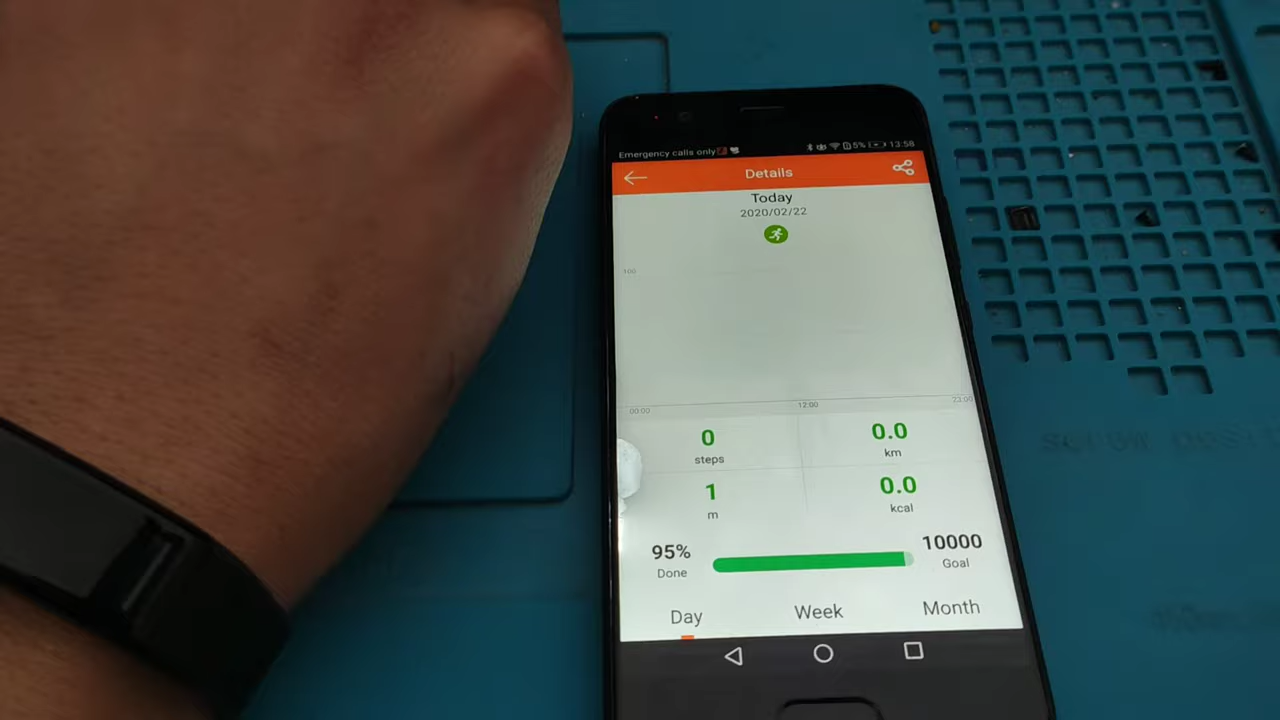 Emergency calls only
5% 13:58
Details
Today
2020/02/22
100
00:00 12:00 23:00
0 0.0
steps km
1 0.0
m kcal
95% 10000
Done Goal
Day Week Month